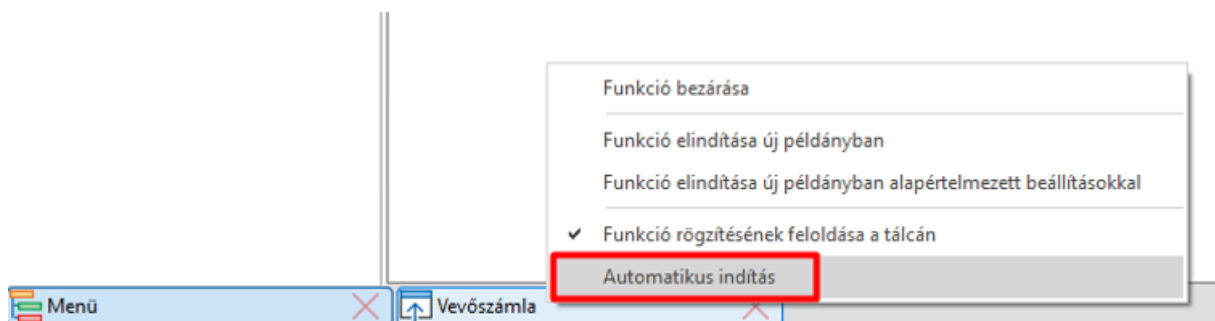 Funkció bezárása
Funkció elindítása új példányban
Funkció elindítása új példányban alapértelmezett beállításokkal
Funkció rögzítésének feloldása a tálcán
Automatikus indítás
Menü
Vevőszámla